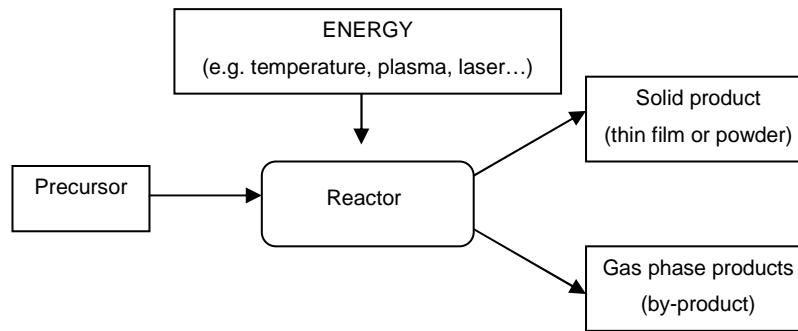 ENERGY
(e.g. temperature, plasma, laser…)
Solid product
(thin film or powder)
Precursor
Reactor
Gas phase products
(by-product)